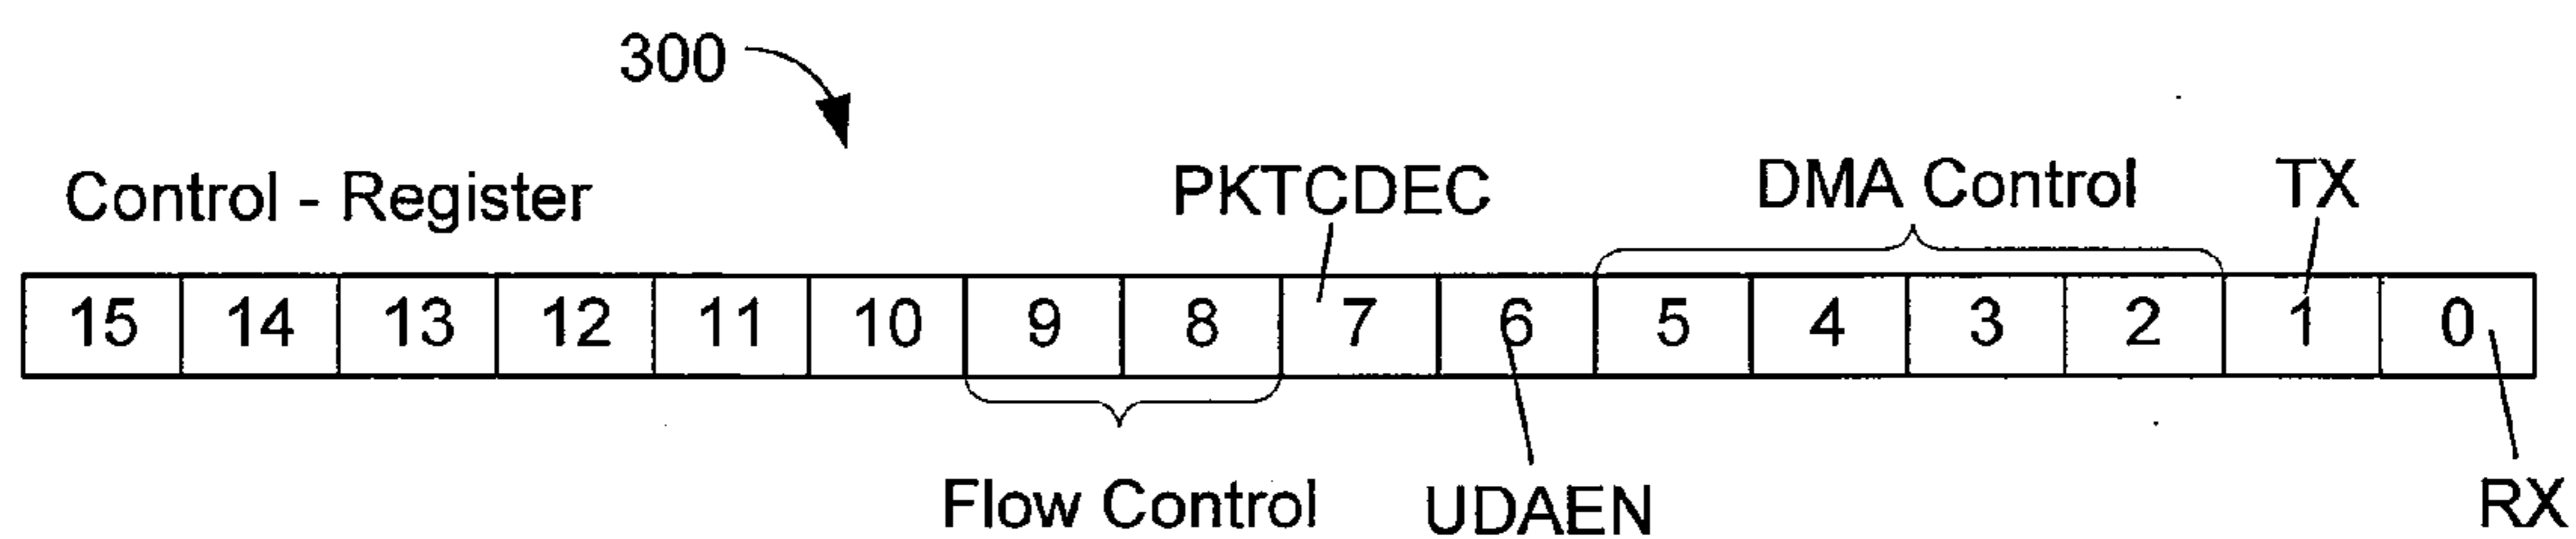 300
Control - Register
PKTCDEC
DMA Control
TX
15 14 13 12 11 10 9 8 7 6 5 4 3 2 1 0
Flow Control
UDAEN
RX